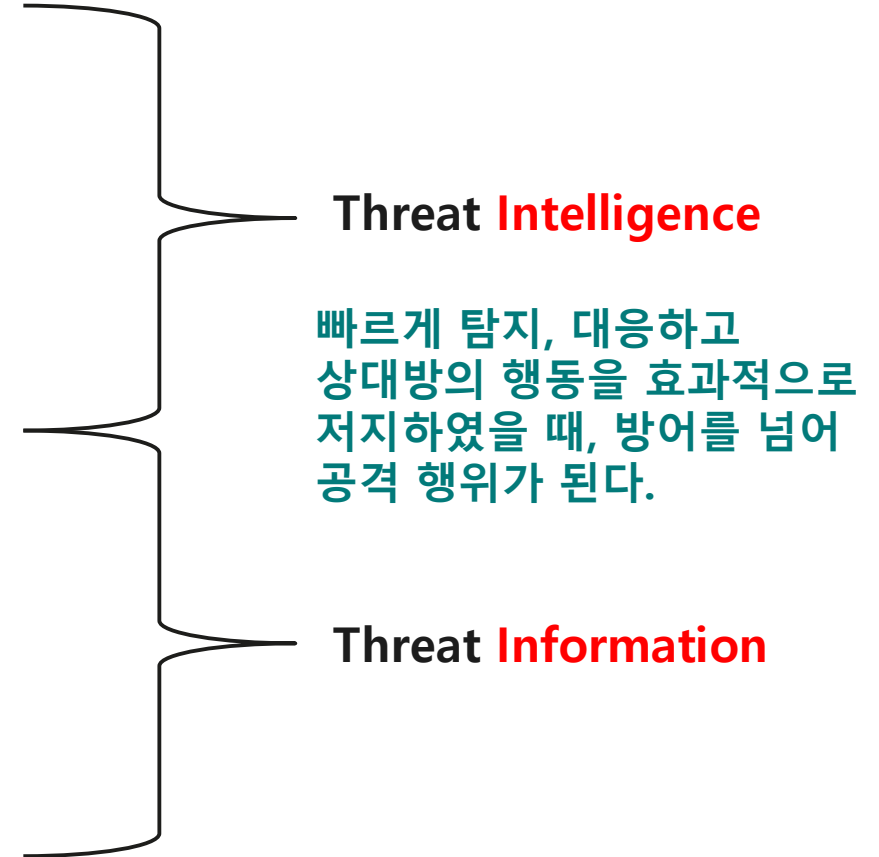 Threat Intelligence
빠르게 탐지, 대응하고
상대방의 행동을 효과적으로
저지하였을 때, 방어를 넘어
공격 행위가 된다.
Threat Information